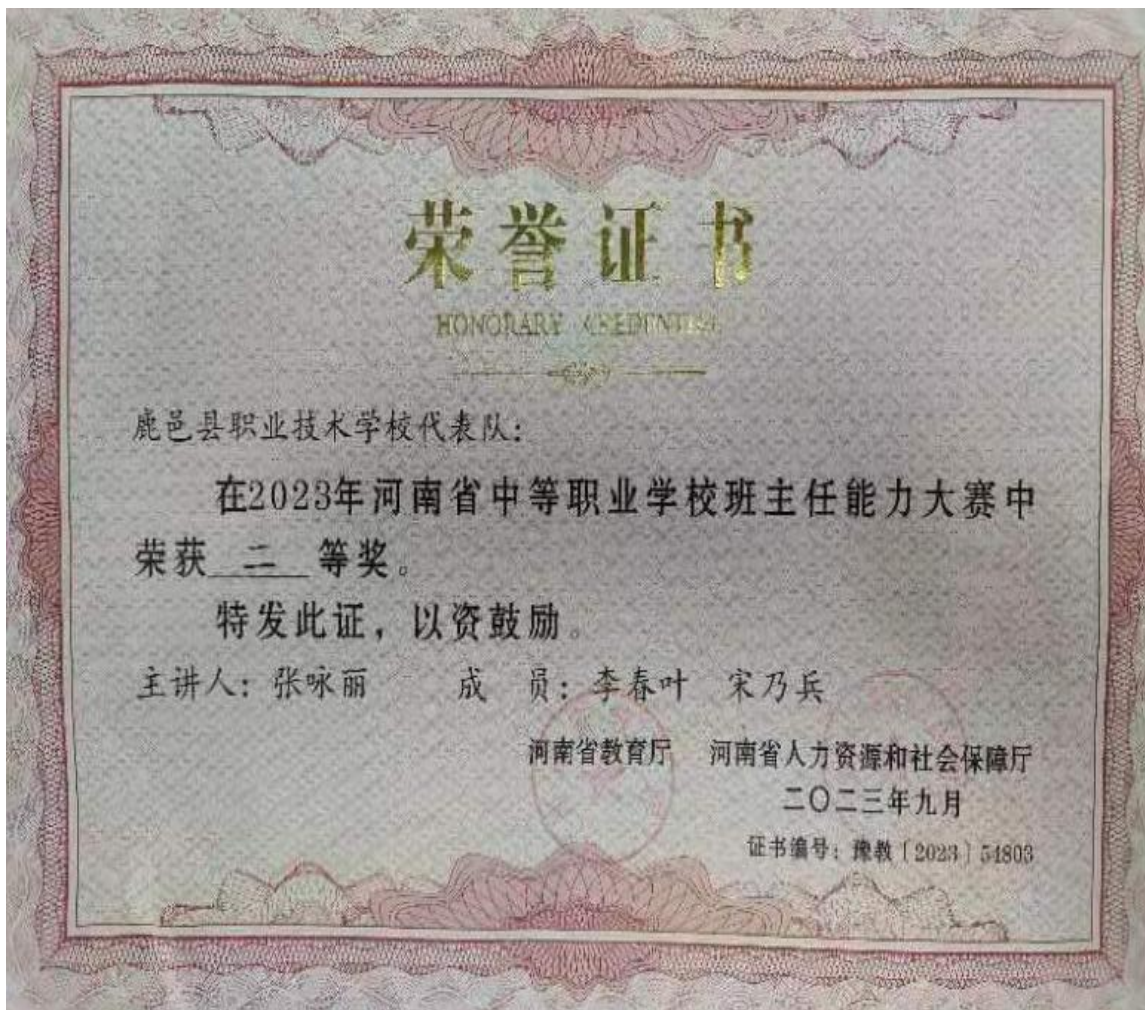 荣誉证书
HONORARY CREDENTIAL
鹿邑县职业技术学校代表队：
在2023年河南省中等职业学校班主任能力大赛中
荣获 二 等奖。
特发此证，以资鼓励。
主讲人：张咏丽 成 员：李春叶 宋乃兵
河南省教育厅 河南省人力资源和社会保障厅
二〇二三年九月
证书编号：豫教〔2023〕54803